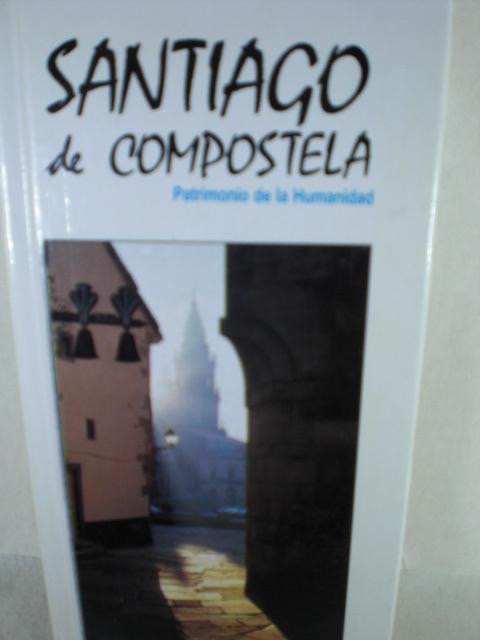 SANTIAGO
de COMPOSTELA
Patrimonio de la Humanidad